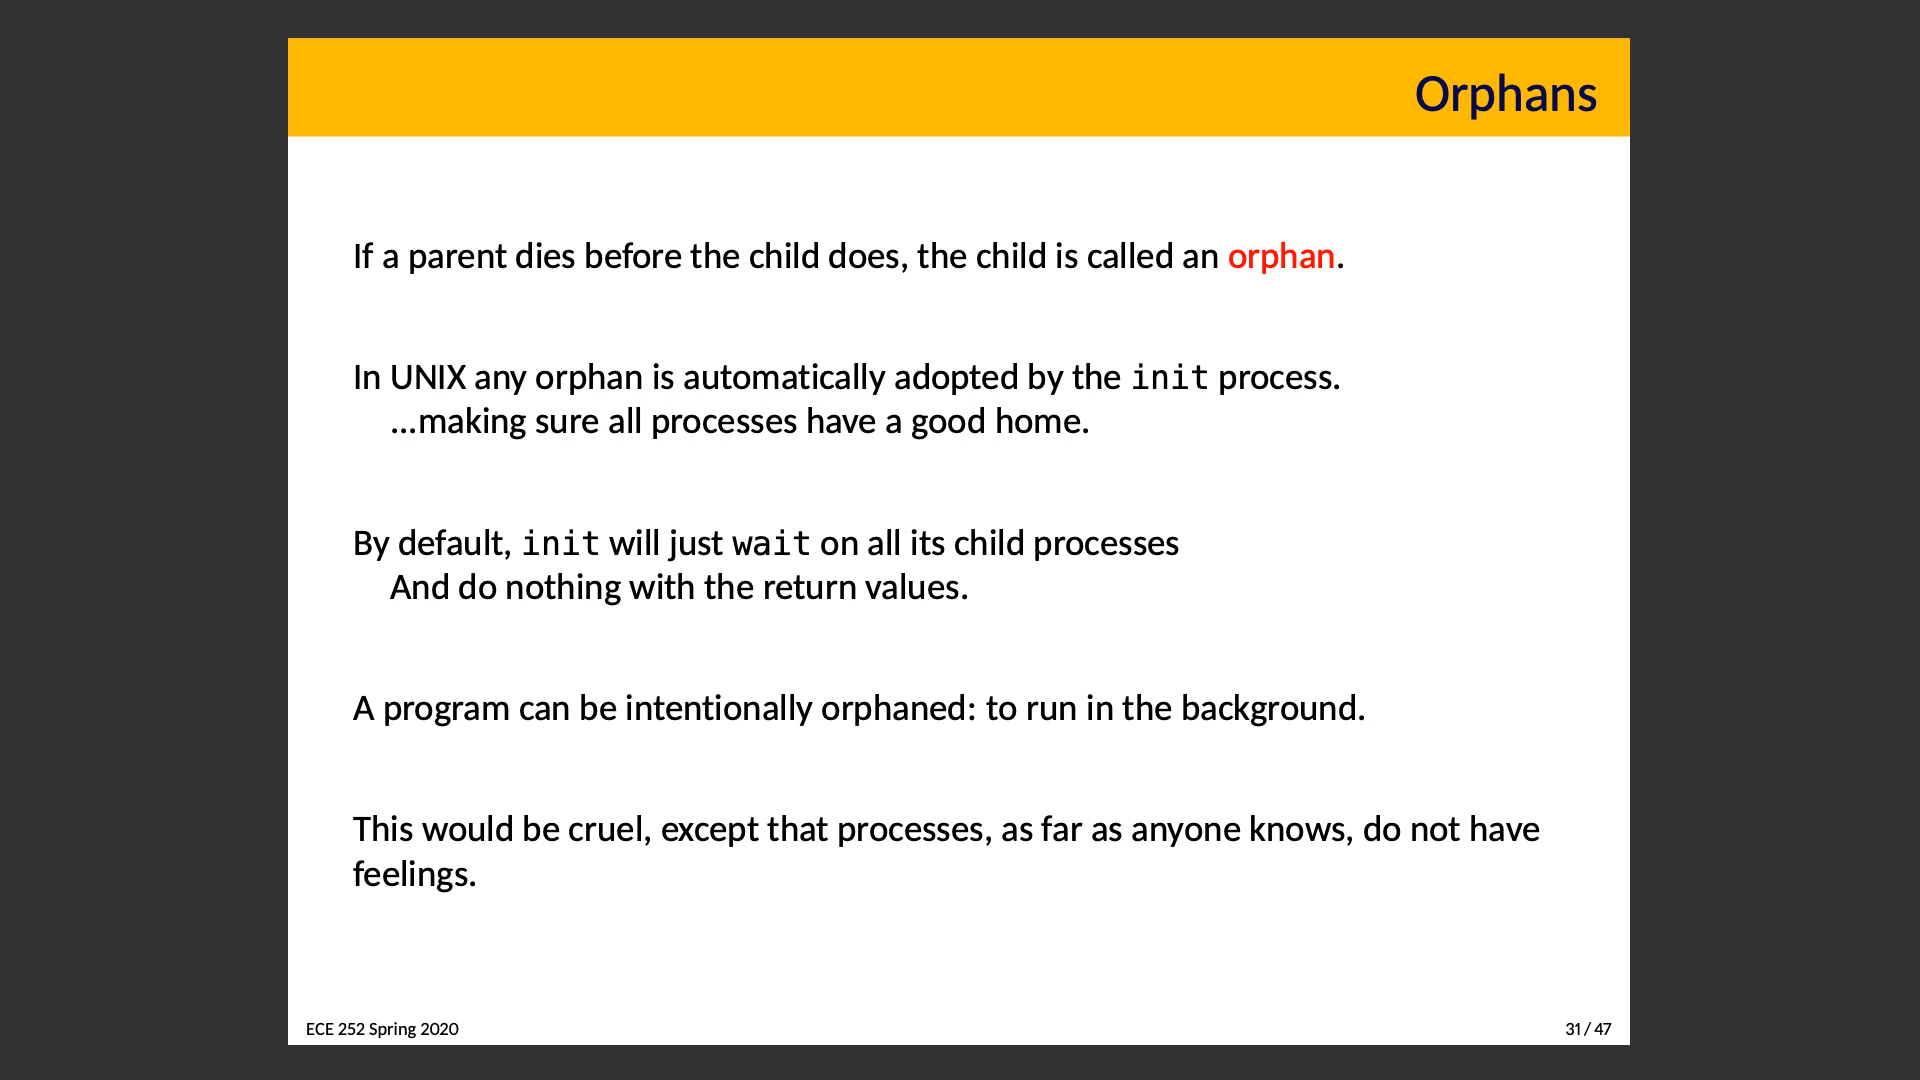 Orphans
If a parent dies before the child does, the child is called an orphan.
In UNIX any orphan is automatically adopted by the init process.
...making sure all processes have a good home.
By default, init will just wait on all its child processes
And do nothing with the return values.
A program can be intentionally orphaned: to run in the background.
This would be cruel, except that processes, as far as anyone knows, do not have
feelings.
ECE 252 Spring 2020
31 / 47